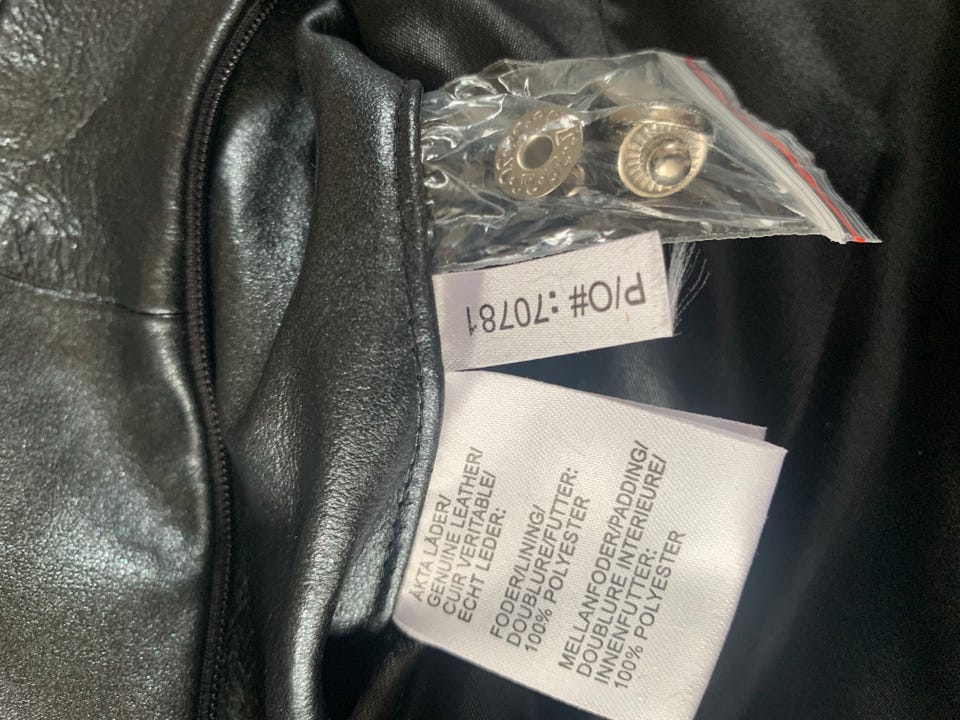 P/O# :70781
ÄKTA LÄDER/
GENUINE LEATHER/
CUIR VERITABLE/
ECHT LEDER:
FODER/LINING/
DOUBLURE/FUTTER:
100% POLYESTER
MELLANFODER/PADDING/
DOUBLURE INTERIEURE/
INNENFUTTER:
100% POLYESTER